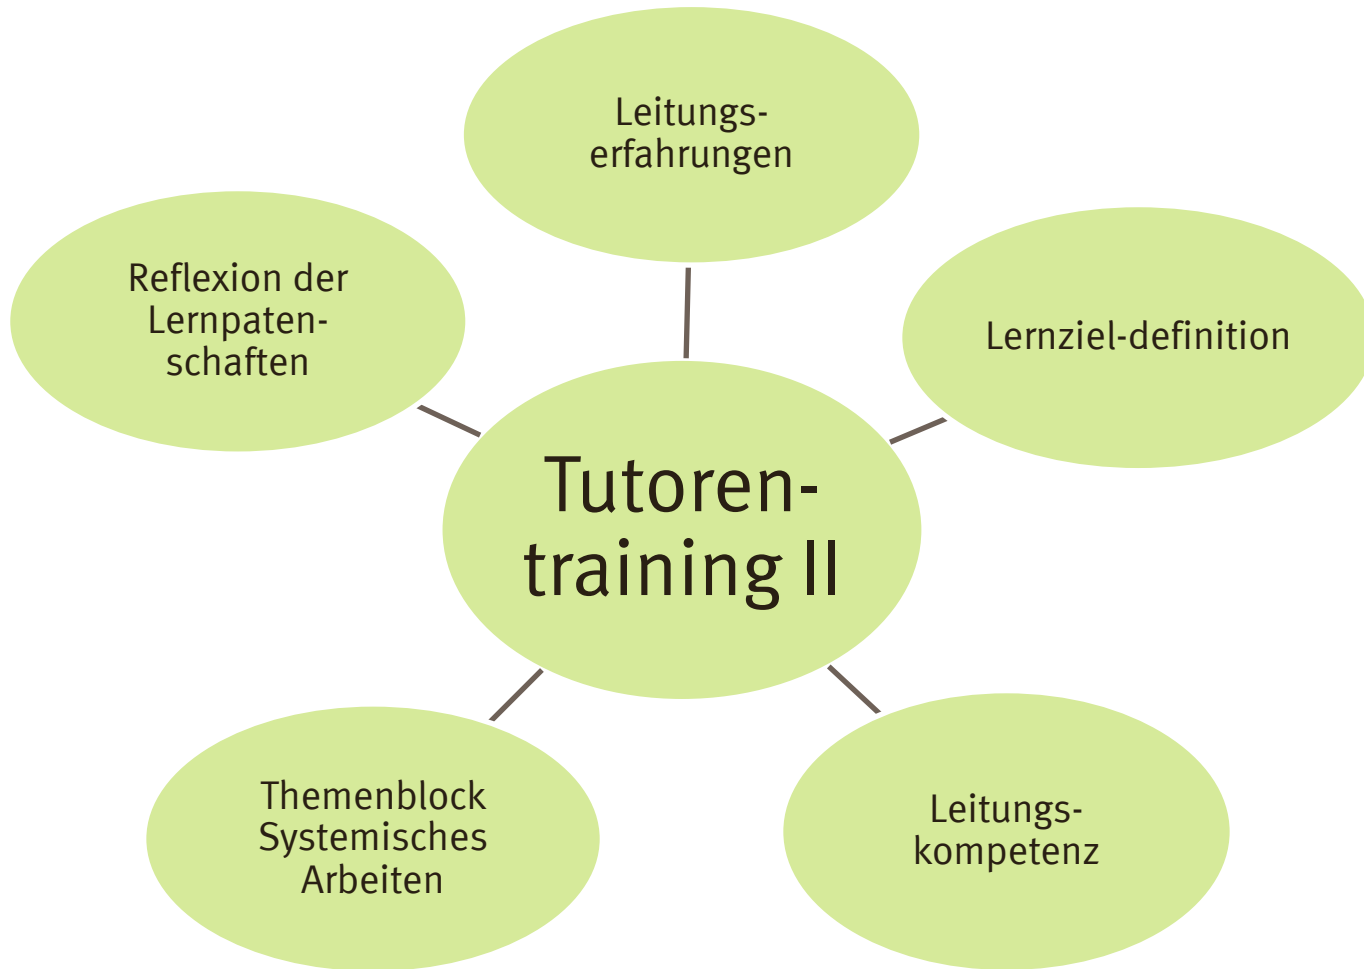 Leitungs-
erfahrungen
Reflexion der
Lernpaten-
schaften
Lernziel-definition
Tutoren-
training II
Themenblock
Systemisches
Arbeiten
Leitungs-
kompetenz